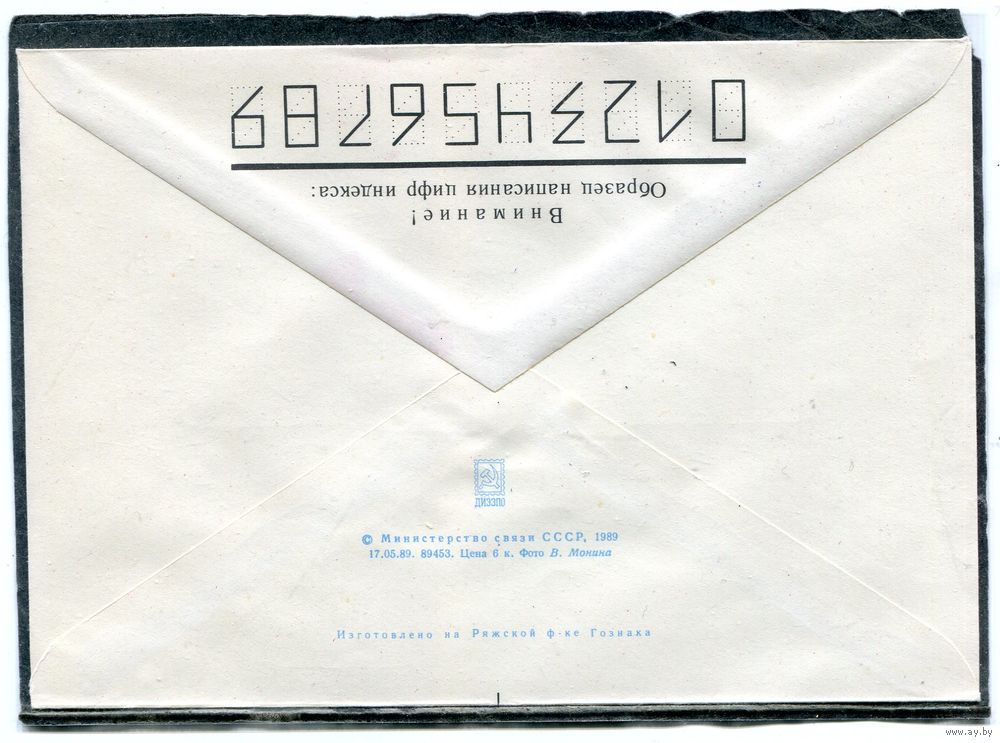 Внимание!
Образец написания цифр индекса:
0123456789
ДИЭЗПО
© Министерство связи СССР, 1989
17.05.89. 89453. Цена 6 к. Фото В. Монина
Изготовлено на Ряжской ф-ке Гознака
www.ay.by